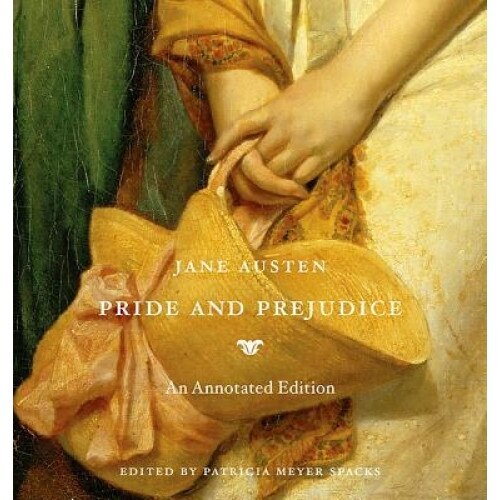 JANE AUSTEN
PRIDE AND PREJUDICE
An Annotated Edition
EDITED BY PATRICIA MEYER SPACKS